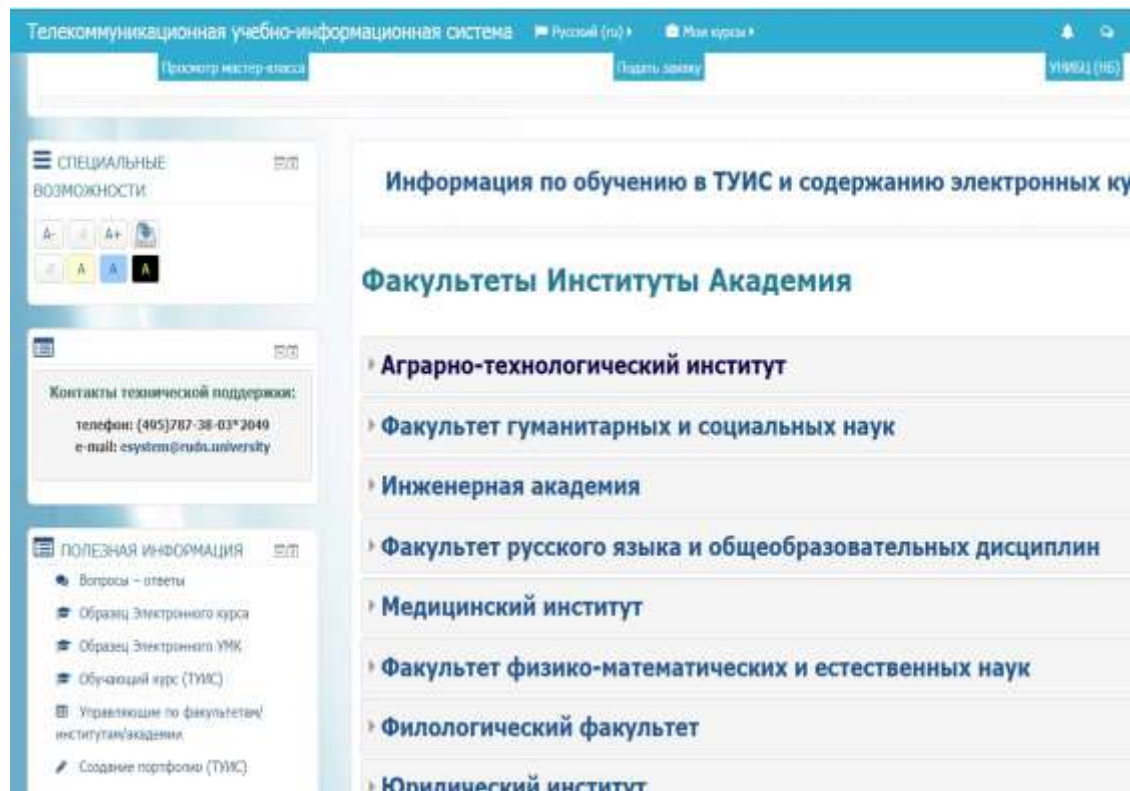 Телекоммуникационная учебно-информационная система Русский (ru) Мои курсы
Просмотр мастер-класса Подать заявку УНИБЦ (НБ)
СПЕЦИАЛЬНЫЕ
ВОЗМОЖНОСТИ
A- A+
A A A
Контакты технической поддержки:
телефон: (495)787-38-03*2049
e-mail: esystem@rudn.university
ПОЛЕЗНАЯ ИНФОРМАЦИЯ
Вопросы – ответы
Образец Электронного курса
Образец Электронного УМК
Обучающий курс (ТУИС)
Управляющие по факультетам/
институтам/академии
Создание портфолио (ТУИС)
Информация по обучению в ТУИС и содержанию электронных ку
Факультеты Институты Академия
Аграрно-технологический институт
Факультет гуманитарных и социальных наук
Инженерная академия
Факультет русского языка и общеобразовательных дисциплин
Медицинский институт
Факультет физико-математических и естественных наук
Филологический факультет
Юридический институт